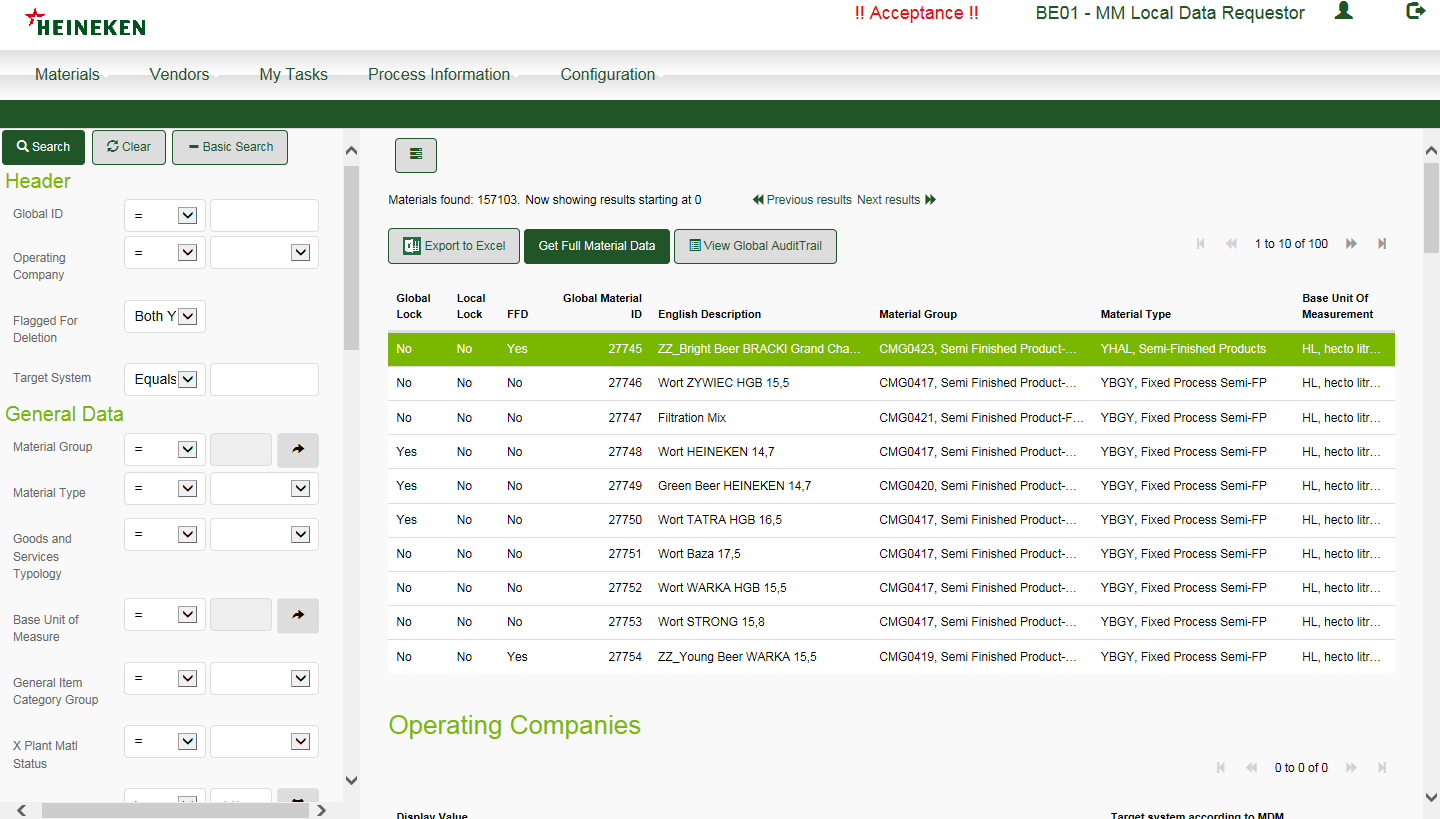 HEINEKEN
!! Acceptance !!
BE01 - MM Local Data Requestor
Materials Vendors My Tasks Process Information Configuration
Search Clear Basic Search
Header
Global ID =
Operating Company =
Flagged For Deletion Both Y
Target System Equals
General Data
Material Group =
Material Type =
Goods and Services Typology =
Base Unit of Measure =
General Item Category Group =
X Plant Matl Status =
Materials found: 157103. Now showing results starting at 0 Previous results Next results
Export to Excel Get Full Material Data View Global AuditTrail 1 to 10 of 100
Global Lock Local Lock FFD Global Material ID English Description Material Group Material Type Base Unit Of Measurement
No No Yes 27745 ZZ_Bright Beer BRACKI Grand Cha... CMG0423, Semi Finished Product-... YHAL, Semi-Finished Products HL, hecto litr...
No No No 27746 Wort ZYWIEC HGB 15,5 CMG0417, Semi Finished Product-... YBGY, Fixed Process Semi-FP HL, hecto litr...
No No No 27747 Filtration Mix CMG0421, Semi Finished Product-F... YBGY, Fixed Process Semi-FP HL, hecto litr...
Yes No No 27748 Wort HEINEKEN 14,7 CMG0417, Semi Finished Product-... YBGY, Fixed Process Semi-FP HL, hecto litr...
Yes No No 27749 Green Beer HEINEKEN 14,7 CMG0420, Semi Finished Product-... YBGY, Fixed Process Semi-FP HL, hecto litr...
Yes No No 27750 Wort TATRA HGB 16,5 CMG0417, Semi Finished Product-... YBGY, Fixed Process Semi-FP HL, hecto litr...
No No No 27751 Wort Baza 17,5 CMG0417, Semi Finished Product-... YBGY, Fixed Process Semi-FP HL, hecto litr...
No No No 27752 Wort WARKA HGB 15,5 CMG0417, Semi Finished Product-... YBGY, Fixed Process Semi-FP HL, hecto litr...
No No No 27753 Wort STRONG 15,8 CMG0417, Semi Finished Product-... YBGY, Fixed Process Semi-FP HL, hecto litr...
No No Yes 27754 ZZ_Young Beer WARKA 15,5 CMG0419, Semi Finished Product-... YBGY, Fixed Process Semi-FP HL, hecto litr...
Operating Companies
0 to 0 of 0
Display Value Target system according to MDM